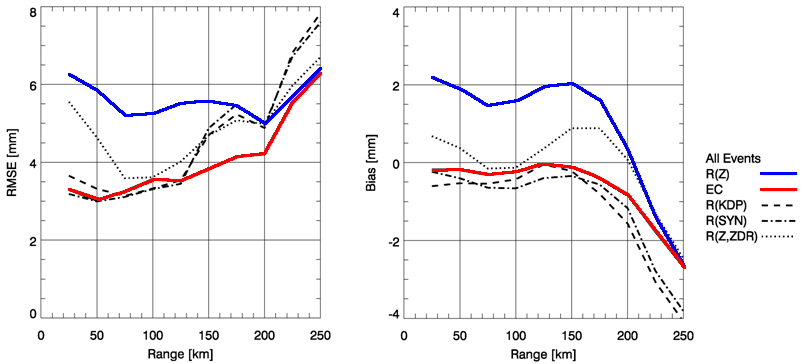 8
6
4
2
0
RMSE [mm]
0 50 100 150 200 250
Range [km]
4
2
0
-2
-4
Bias [mm]
0 50 100 150 200 250
Range [km]
All Events
R(Z)
EC
R(KDP)
R(SYN)
R(Z,ZDR)